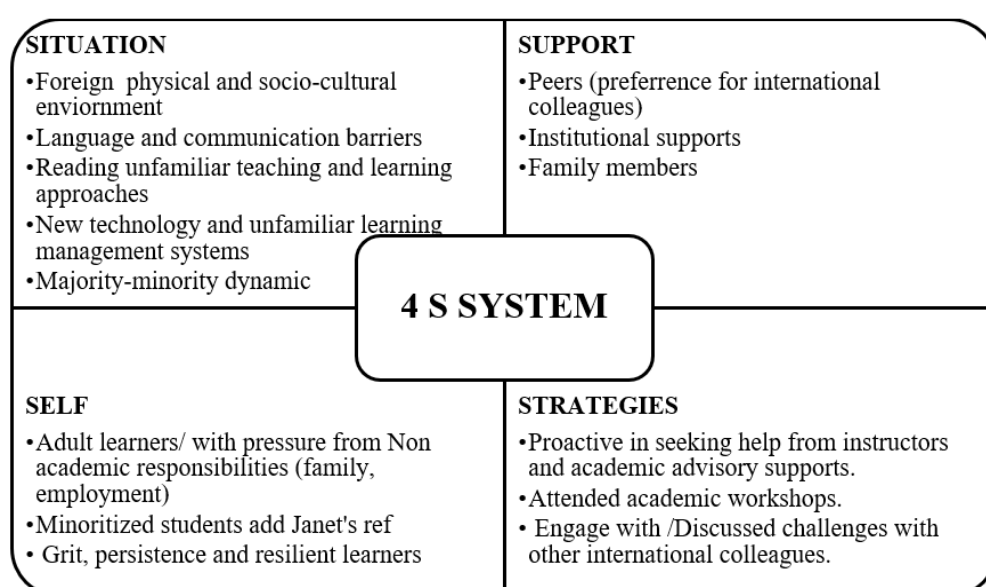 SITUATION
•Foreign physical and socio-cultural
enviornment
•Language and communication barriers
•Reading unfamiliar teaching and learning
approaches
•New technology and unfamiliar learning
management systems
•Majority-minority dynamic
SUPPORT
•Peers (preferrence for international
colleagues)
•Institutional supports
•Family members
4 S SYSTEM
SELF
•Adult learners/ with pressure from Non
academic responsibilities (family,
employment)
•Minoritized students add Janet's ref
• Grit, persistence and resilient learners
STRATEGIES
•Proactive in seeking help from instructors
and academic advisory supports.
•Attended academic workshops.
• Engage with /Discussed challenges with
other international colleagues.